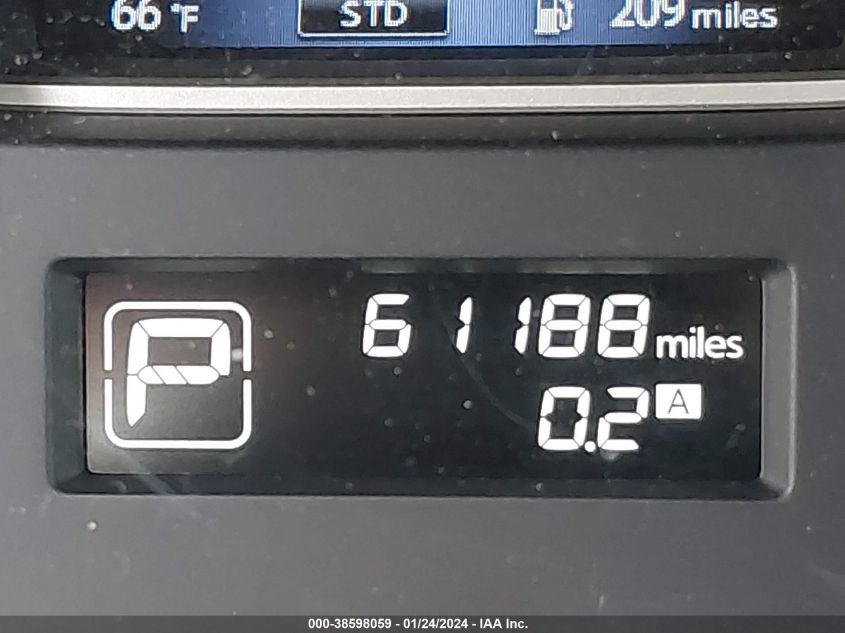 66 °F STD 209 miles
P 61188 miles
0.2 A
000-38598059 - 01/24/2024 - IAA Inc.